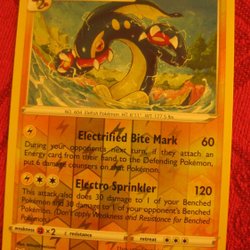 NO. 604 EleFish Pokémon HT: 6'11" WT: 177.5 lbs.
Electrified Bite Mark 60
During your opponent's next turn, if they attach an
Energy card from their hand to the Defending Pokémon,
put 6 damage counters on that Pokémon.
Electro Sprinkler 120
This attack also does 30 damage to 1 of your Benched
Pokémon and 30 damage to 1 of your opponent's Benched
Pokémon. (Don't apply Weakness and Resistance for Benched
Pokémon.)
weakness ×2 resistance retreat